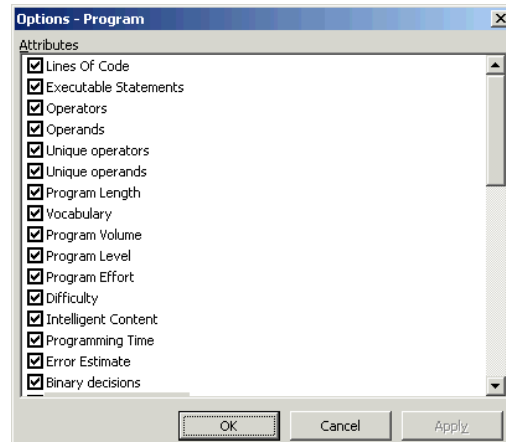 Options - Program
Attributes
Lines Of Code
Executable Statements
Operators
Operands
Unique operators
Unique operands
Program Length
Vocabulary
Program Volume
Program Level
Program Effort
Difficulty
Intelligent Content
Programming Time
Error Estimate
Binary decisions
OK Cancel Apply